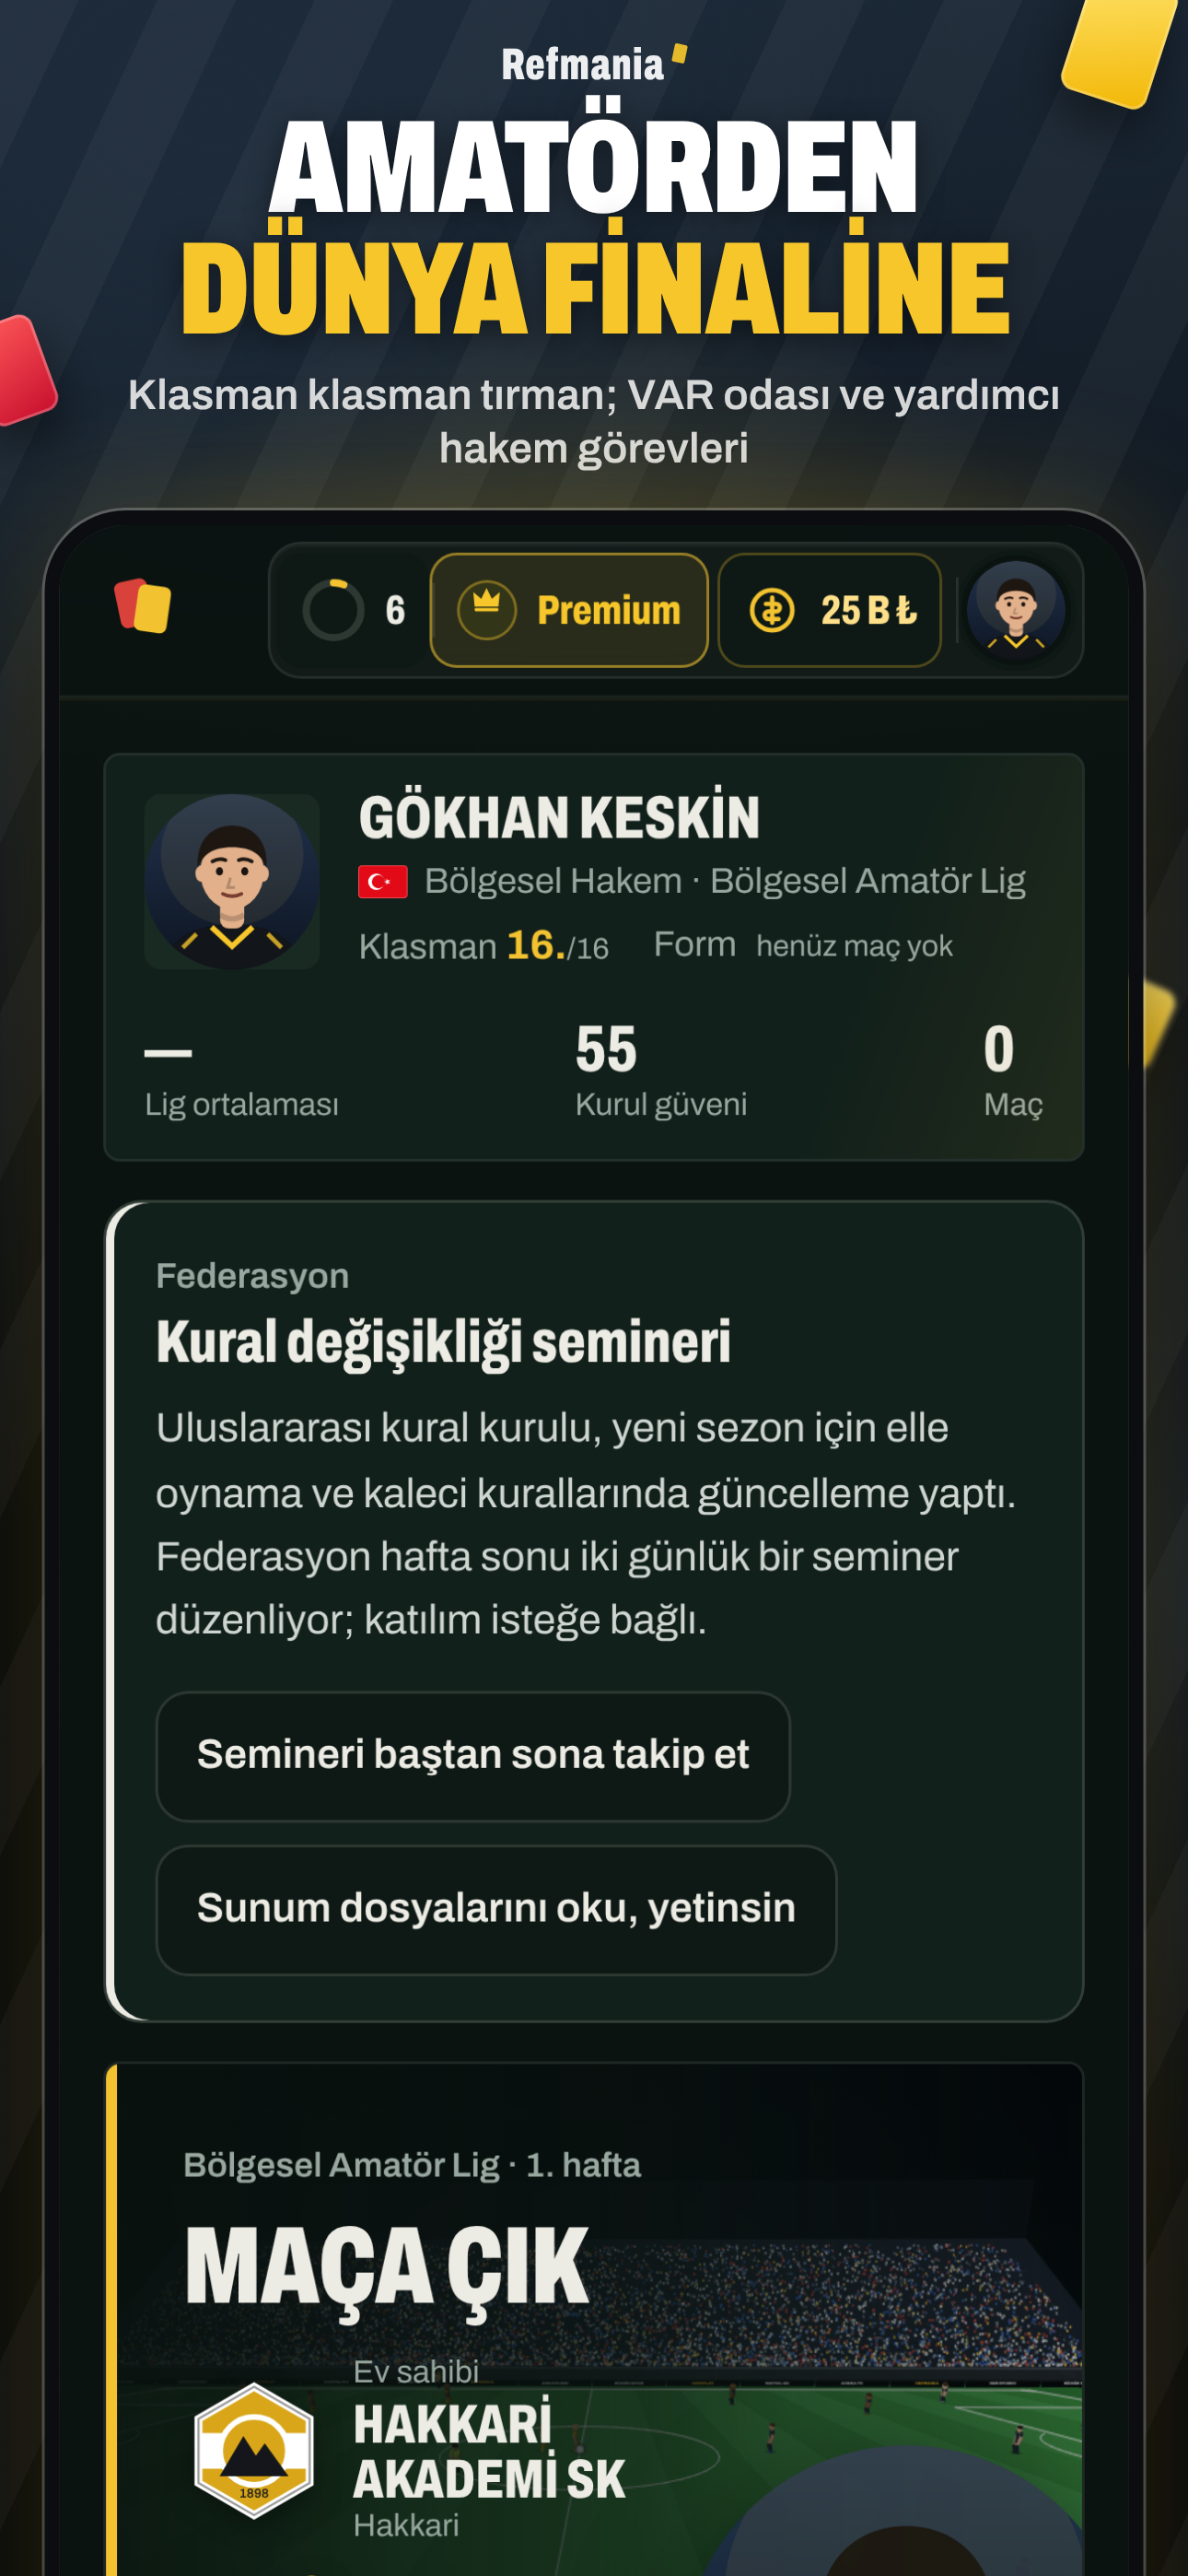 Refmania
AMATÖRDEN
DÜNYA FİNALİNE
Klasman klasman tırman; VAR odası ve yardımcı
hakem görevleri
6 Premium 25 B ₺
GÖKHAN KESKİN
Bölgesel Hakem · Bölgesel Amatör Lig
Klasman 16./16 Form henüz maç yok
— 55 0
Lig ortalaması Kurul güveni Maç
Federasyon
Kural değişikliği semineri
Uluslararası kural kurulu, yeni sezon için elle
oynama ve kaleci kurallarında güncelleme yaptı.
Federasyon hafta sonu iki günlük bir seminer
düzenliyor; katılım isteğe bağlı.
Semineri baştan sona takip et
Sunum dosyalarını oku, yetinsin
Bölgesel Amatör Lig · 1. hafta
MAÇA ÇIK
Ev sahibi
HAKKARİ
AKADEMİ SK
1898
Hakkari